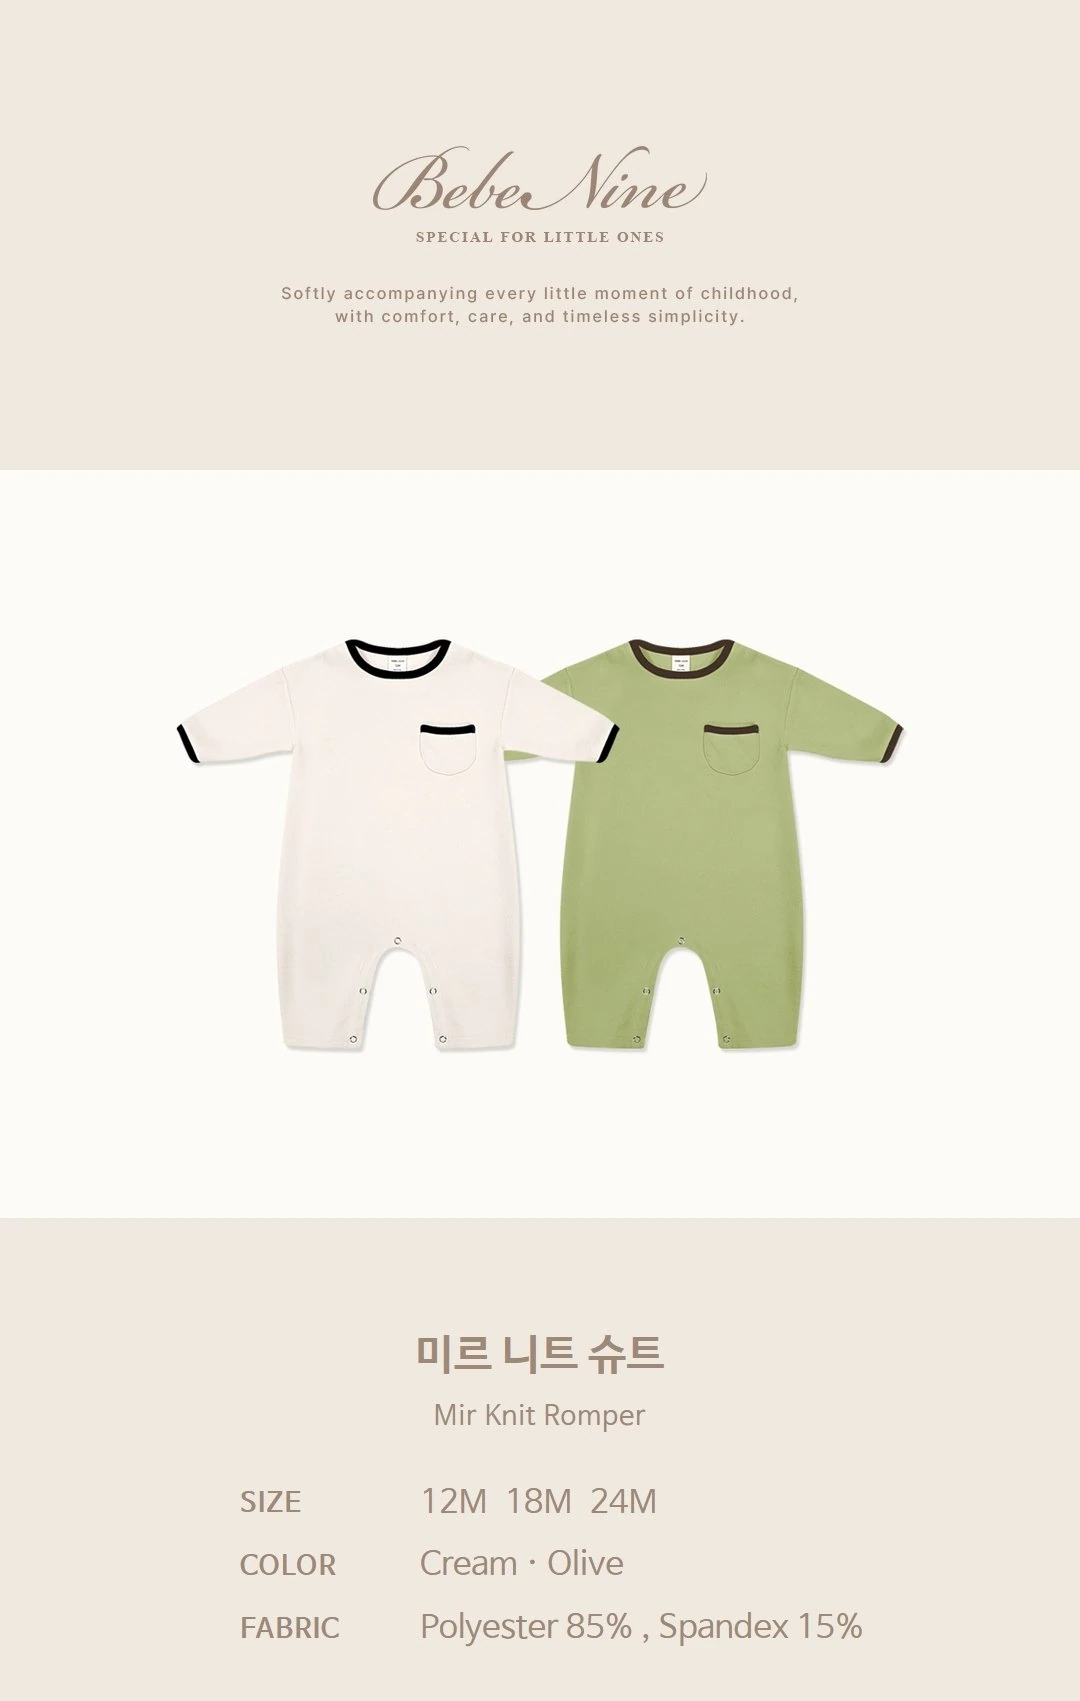 Bebe Nine
SPECIAL FOR LITTLE ONES
Softly accompanying every little moment of childhood,
with comfort, care, and timeless simplicity.
미르 니트 슈트
Mir Knit Romper
SIZE 12M 18M 24M
COLOR Cream · Olive
FABRIC Polyester 85% , Spandex 15%